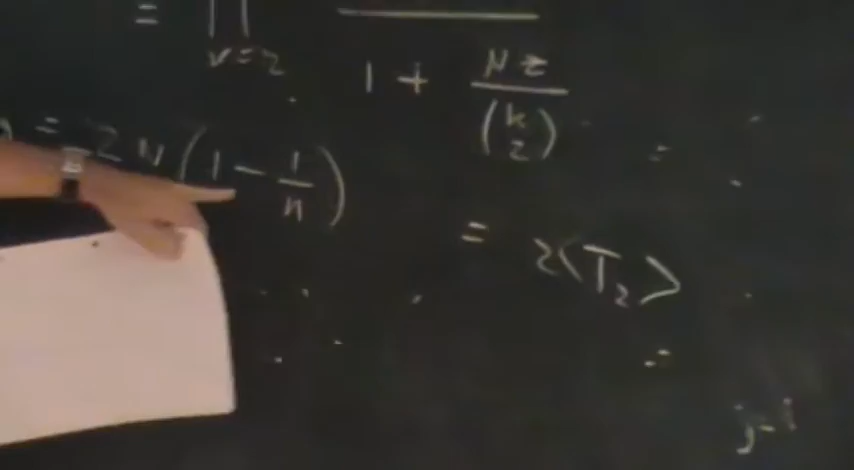 = ∏
v=2
1 + Nz / (k 2)
= 2N(1 - 1/n)
= 2⟨T₂⟩
j-i